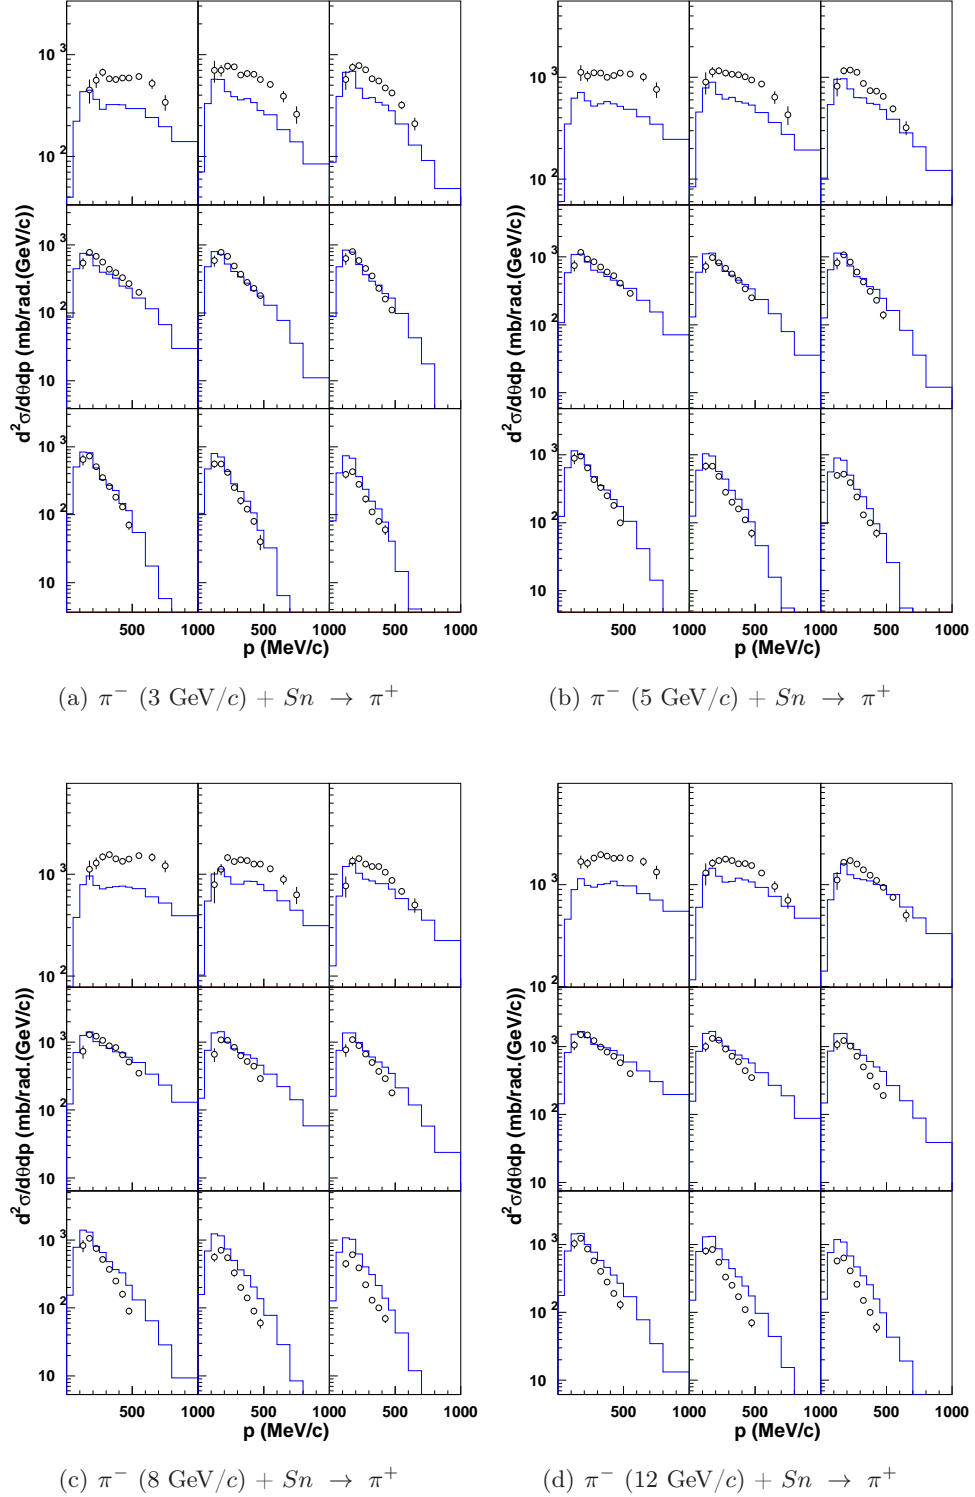 10³
10²
10³
10²
10
10³
10²
10
d²σ/dθdp (mb/rad.(GeV/c))
500 1000 500 1000 500 1000
p (MeV/c)
(a) π⁻ (3 GeV/c) + Sn → π⁺
10³
10²
10³
10²
10
10³
10²
10
d²σ/dθdp (mb/rad.(GeV/c))
500 1000 500 1000 500 1000
p (MeV/c)
(b) π⁻ (5 GeV/c) + Sn → π⁺
10³
10²
10³
10²
10
10³
10²
10
d²σ/dθdp (mb/rad.(GeV/c))
500 1000 500 1000 500 1000
p (MeV/c)
(c) π⁻ (8 GeV/c) + Sn → π⁺
10³
10²
10³
10²
10
10³
10²
10
d²σ/dθdp (mb/rad.(GeV/c))
500 1000 500 1000 500 1000
p (MeV/c)
(d) π⁻ (12 GeV/c) + Sn → π⁺